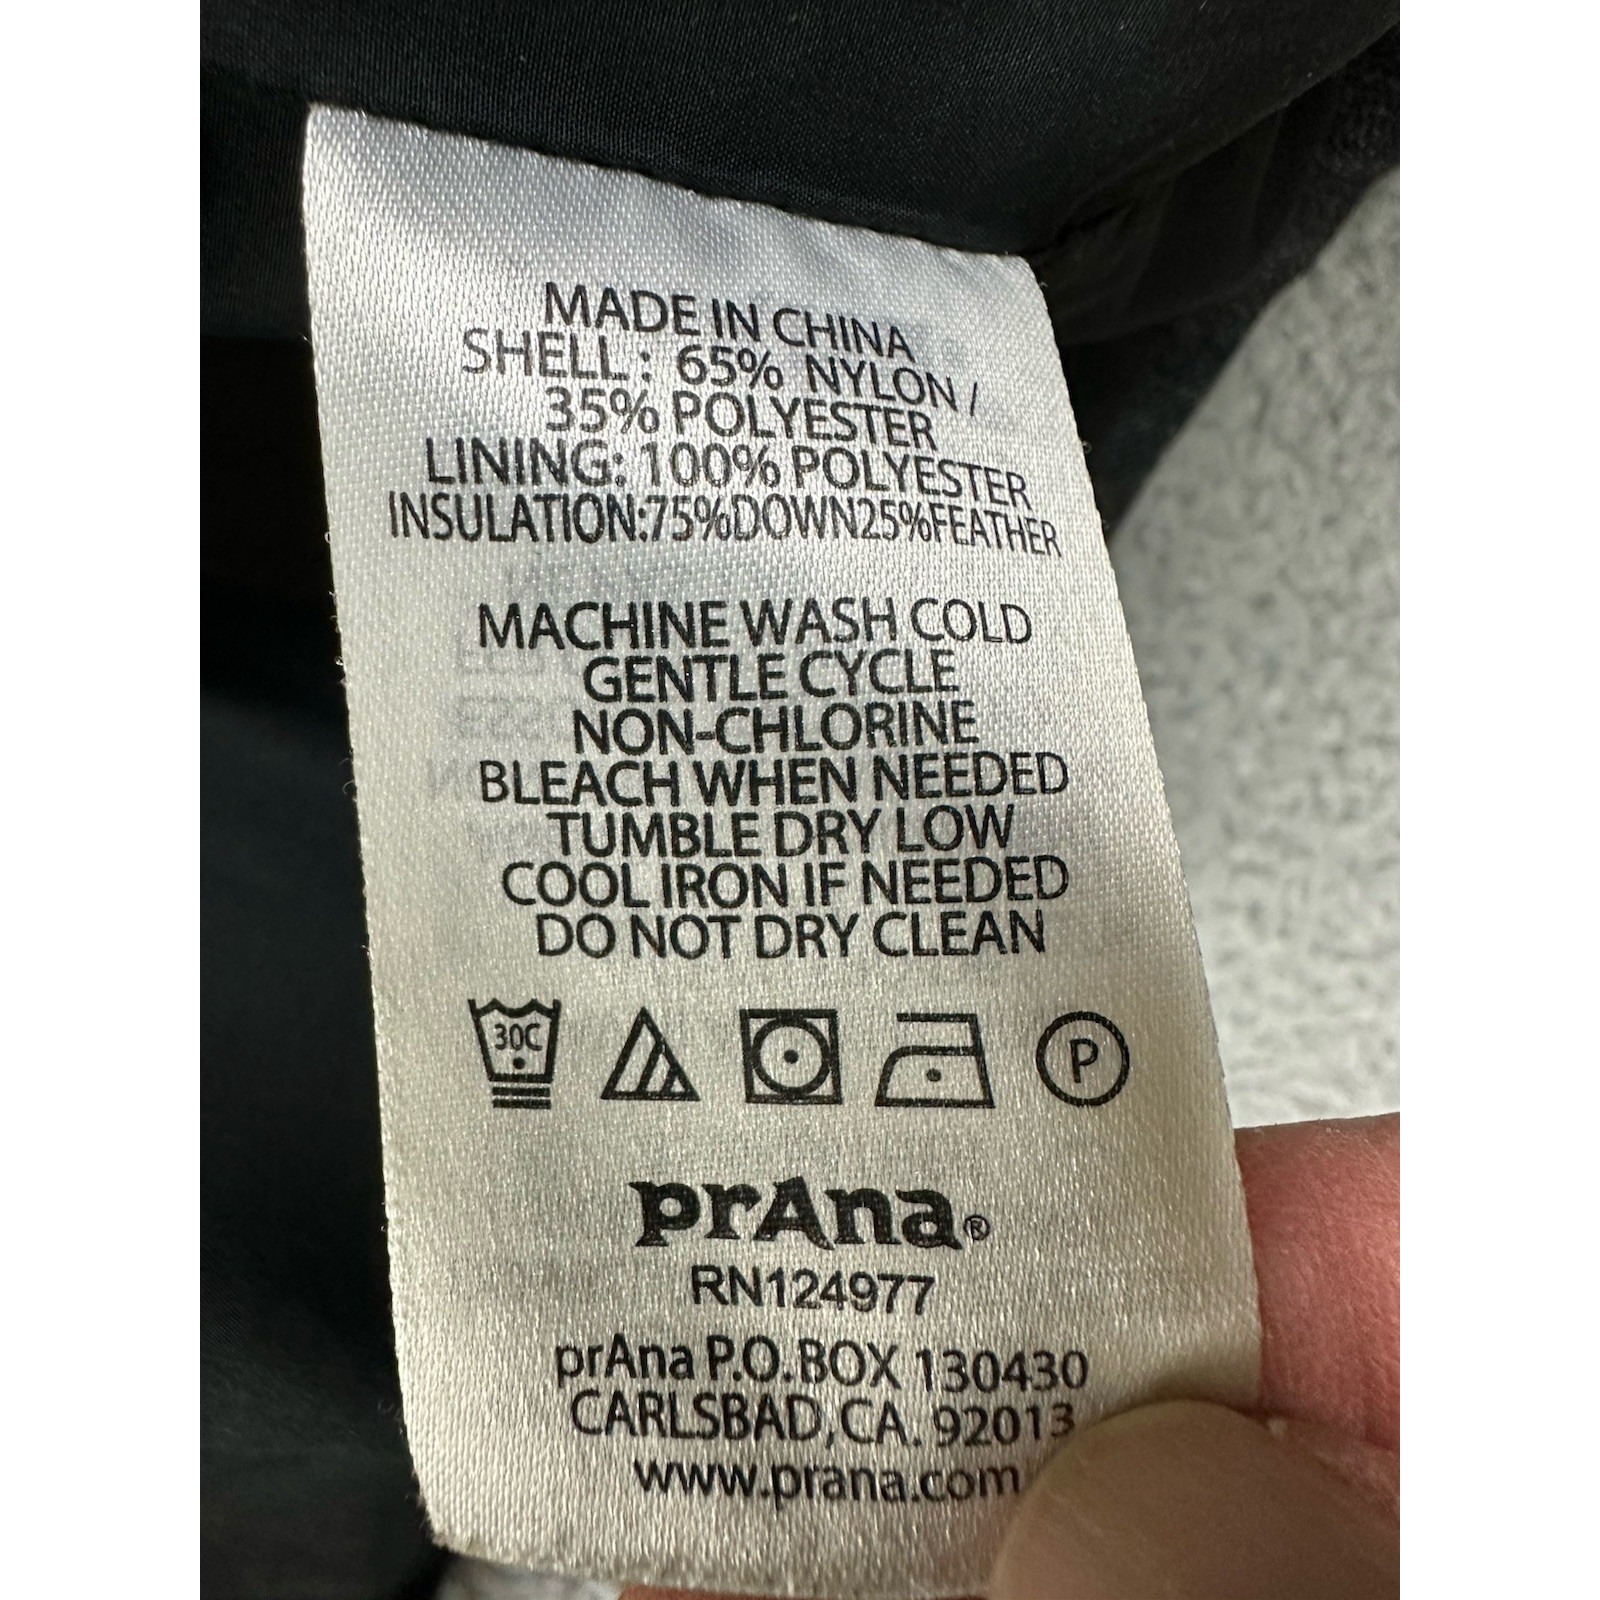 MADE IN CHINA
SHELL : 65% NYLON /
35% POLYESTER
LINING: 100% POLYESTER
INSULATION:75%DOWN25%FEATHER
MACHINE WASH COLD
GENTLE CYCLE
NON-CHLORINE
BLEACH WHEN NEEDED
TUMBLE DRY LOW
COOL IRON IF NEEDED
DO NOT DRY CLEAN
30C P
prAna®
RN124977
prAna P.O.BOX 130430
CARLSBAD,CA. 92013
www.prana.com